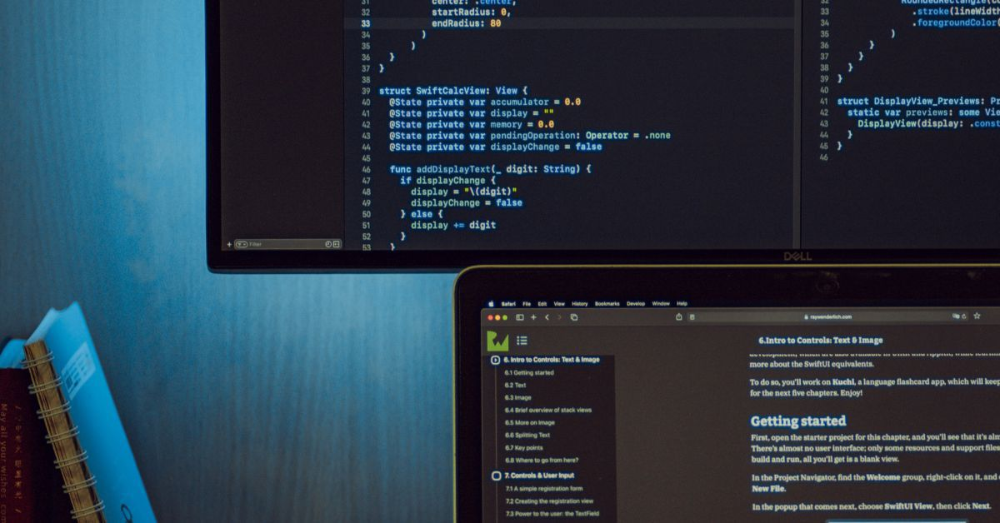 31 center: .center,
32 startRadius: 0,
33 endRadius: 80
34 )
35 )
36 }
37 }
38
39 struct SwiftCalcView: View {
40 @State private var accumulator = 0.0
41 @State private var display = ""
42 @State private var memory = 0.0
43 @State private var pendingOperation: Operator = .none
44 @State private var displayChange = false
45
46 func addDisplayText(_ digit: String) {
47 if displayChange {
48 display = "\(digit)"
49 displayChange = false
50 } else {
51 display += digit
52 }
53 }
+ Filter
32 RoundedRectangle(c
33 .stroke(lineWidth
34 .foregroundColor(
35 )
36 }
37 }
38 }
39 }
40
41 struct DisplayView_Previews: Pr
42 static var previews: some Vie
43 DisplayView(display: .const
44 }
45 }
46
DELL
Safari File Edit View History Bookmarks Develop Window Help
raywenderlich.com
6.Intro to Controls: Text & Image
6. Intro to Controls: Text & Image
6.1 Getting started
6.2 Text
6.3 Image
6.4 Brief overview of stack views
6.5 More on Image
6.6 Splitting Text
6.7 Key points
6.8 Where to go from here?
7. Controls & User Input
7.1 A simple registration form
7.2 Creating the registration view
7.3 Power to the user: the TextField
more about the SwiftUI equivalents.
To do so, you'll work on Kuchi, a language flashcard app, which will keep
for the next five chapters. Enjoy!
Getting started
First, open the starter project for this chapter, and you'll see that it's alm
There's almost no user interface; only some resources and support files
build and run, all you'll get is a blank view.
In the Project Navigator, find the Welcome group, right-click on it, and
New File.
In the popup that comes next, choose SwiftUI View, then click Next.
May all your wishes com